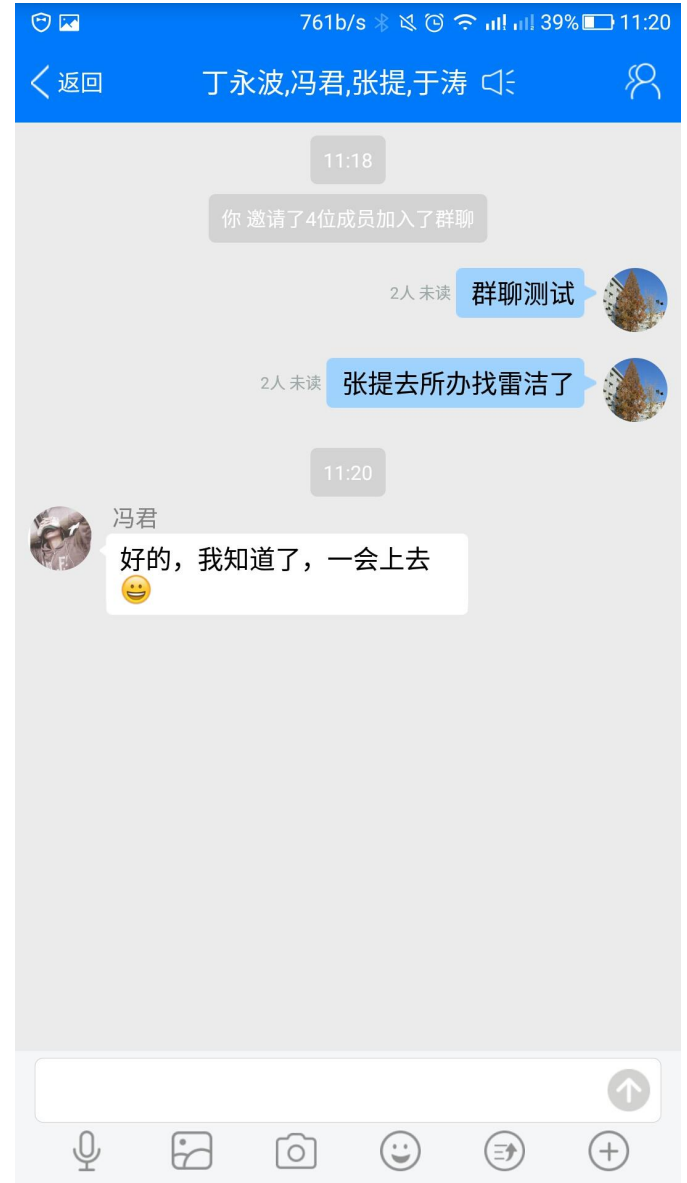 761b/s 39% 11:20
返回 丁永波,冯君,张提,于涛
11:18
你 邀请了4位成员加入了群聊
2人 未读 群聊测试
2人 未读 张提去所办找雷洁了
11:20
冯君
好的，我知道了，一会上去